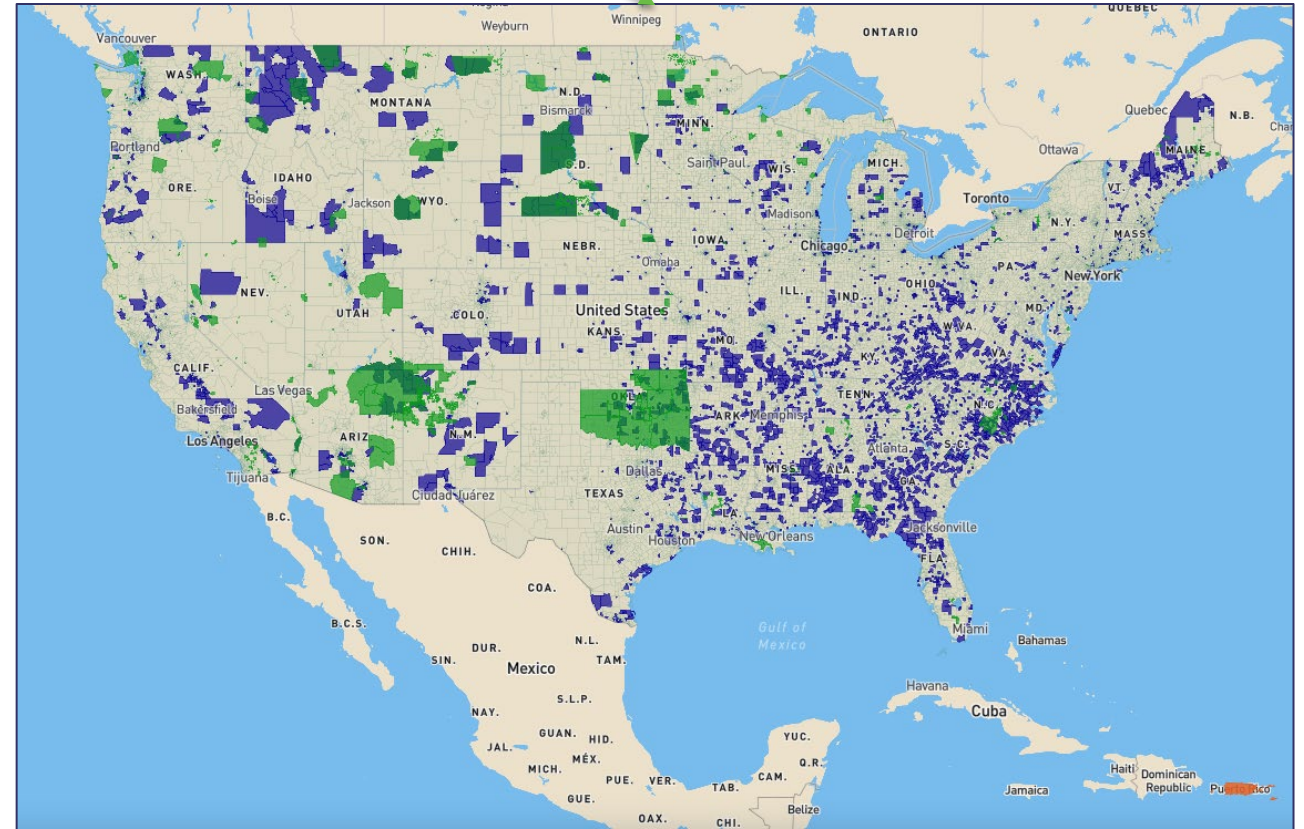 Weyburn
Winnipeg
QUEBEC
Vancouver
ONTARIO
WASH.
N.D.
MONTANA
Bismarck
Quebec
N.B.
MINN.
Portland
Ottawa
MAINE
Saint Paul
S.D.
WIS.
MICH.
ORE.
IDAHO
VT.
Boise
Jackson
WYO.
Toronto
Madison
N.Y.
Detroit
MASS.
NEBR.
IOWA
Chicago
Omaha
PA.
New York
NEV.
ILL.
IND.
OHIO
UTAH
COLO.
United States
MD.
KANS.
W.VA.
MO.
VA.
KY.
CALIF.
Las Vegas
OKLA.
TENN.
N.C.
Bakersfield
ARK.
Memphis
Los Angeles
ARIZ.
N.M.
Atlanta
S.C.
Tijuana
Dallas
MISS.
ALA.
GA.
Ciudad Juárez
TEXAS
B.C.
LA.
Austin
Jacksonville
SON.
Houston
New Orleans
CHIH.
FLA.
COA.
B.C.S.
Gulf of
Mexico
Miami
N.L.
Bahamas
DUR.
SIN.
TAM.
Mexico
Havana
S.L.P.
Cuba
NAY.
GUAN.
HID.
YUC.
JAL.
MÉX.
Q.R.
MICH.
PUE.
VER.
CAM.
Haiti
Dominican
Republic
TAB.
Jamaica
Puerto Rico
GUE.
Belize
OAX.
CHI.